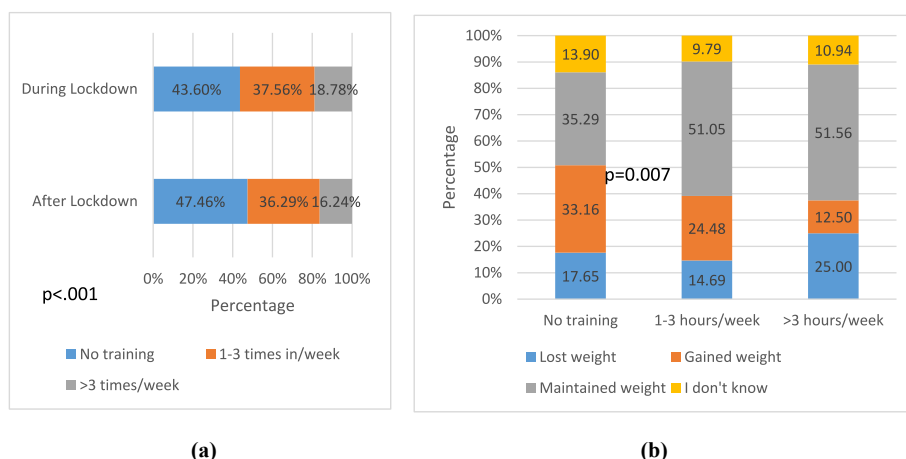 During Lockdown
43.60%
37.56%
18.78%
After Lockdown
47.46%
36.29%
16.24%
0%
20%
40%
60%
80%
100%
p<.001
Percentage
No training
1-3 times in/week
>3 times/week
(a)
Percentage
100%
90%
80%
70%
60%
50%
40%
30%
20%
10%
0%
13.90
35.29
33.16
17.65
9.79
51.05
24.48
14.69
10.94
51.56
12.50
25.00
p=0.007
No training
1-3 hours/week
>3 hours/week
Lost weight
Gained weight
Maintained weight
I don't know
(b)